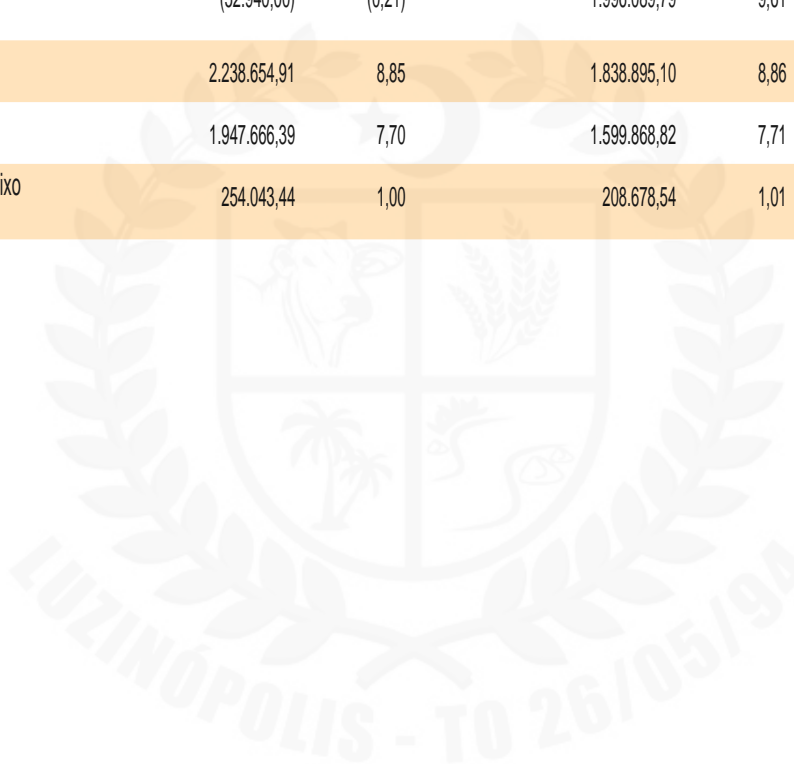 2.238.654,91 8,85 1.838.895,10 8,86
1.947.666,39 7,70 1.599.868,82 7,71
ixo
254.043,44 1,00 208.678,54 1,01
LUZINÓPOLIS - TO 26/05/94